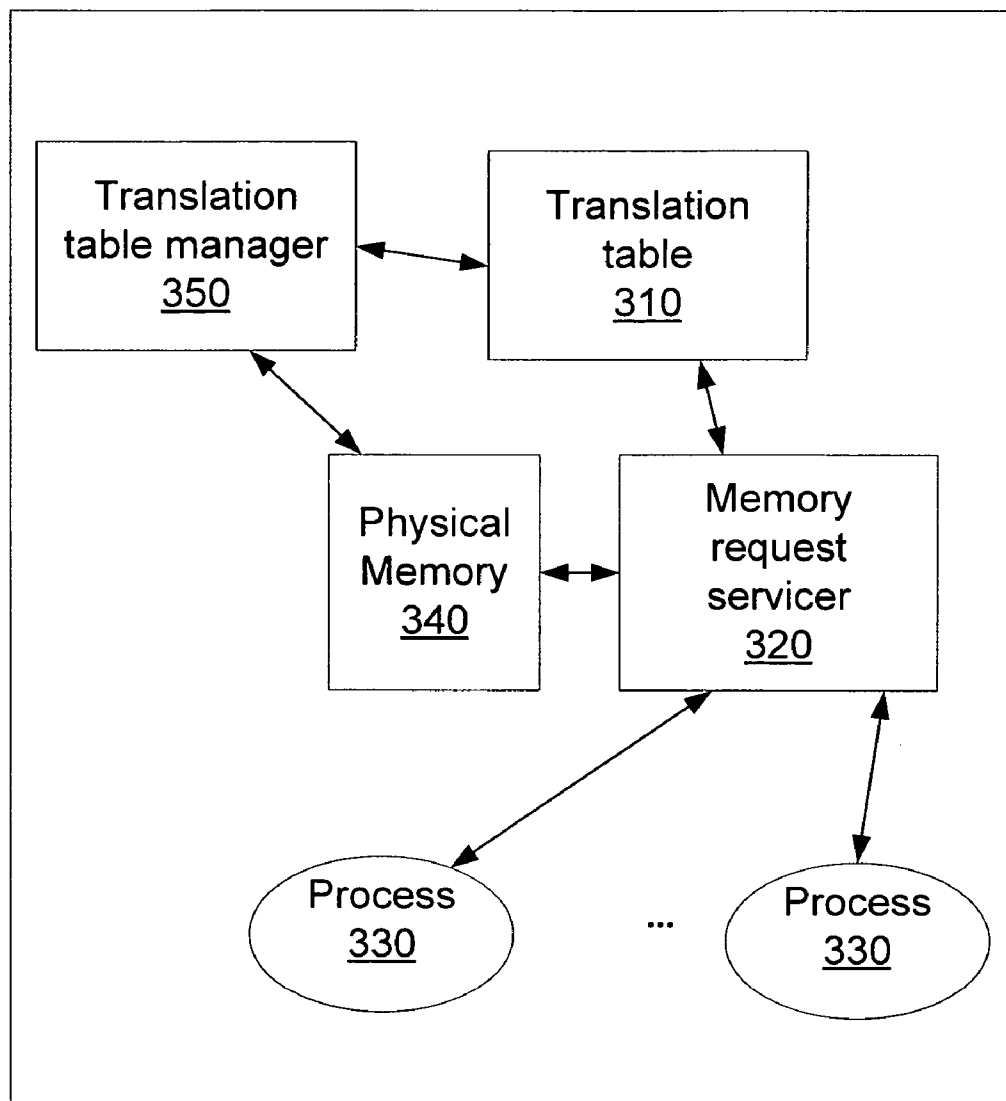 Translation
table manager
350
Translation
table
310
Physical
Memory
340
Memory
request
servicer
320
Process
330
...
Process
330